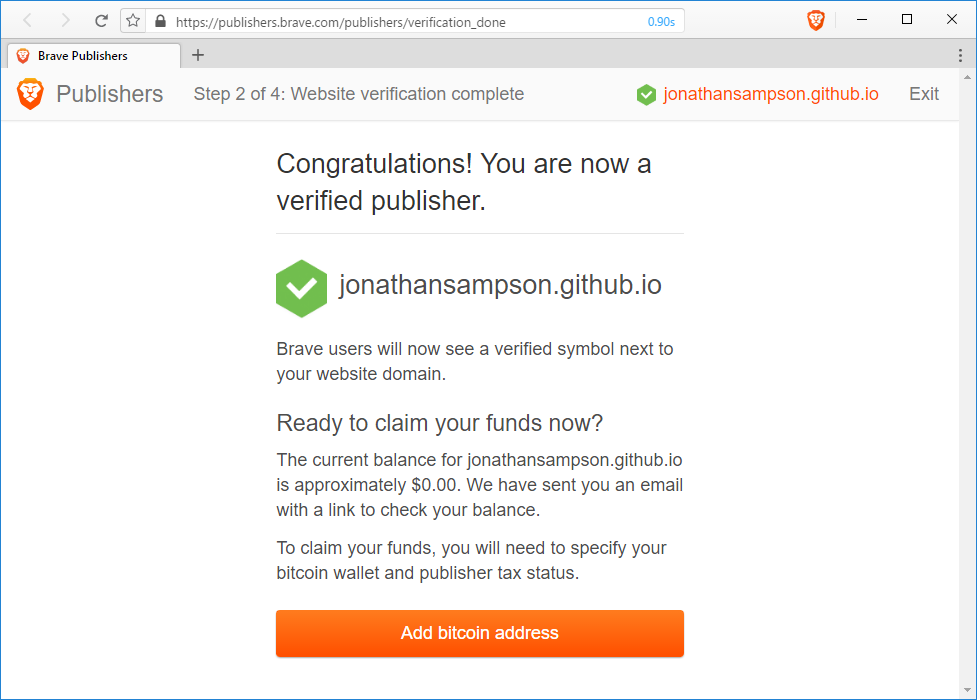 https://publishers.brave.com/publishers/verification_done 0.90s
Brave Publishers
Publishers Step 2 of 4: Website verification complete jonathansampson.github.io Exit
Congratulations! You are now a
verified publisher.
jonathansampson.github.io
Brave users will now see a verified symbol next to
your website domain.
Ready to claim your funds now?
The current balance for jonathansampson.github.io
is approximately $0.00. We have sent you an email
with a link to check your balance.
To claim your funds, you will need to specify your
bitcoin wallet and publisher tax status.
Add bitcoin address